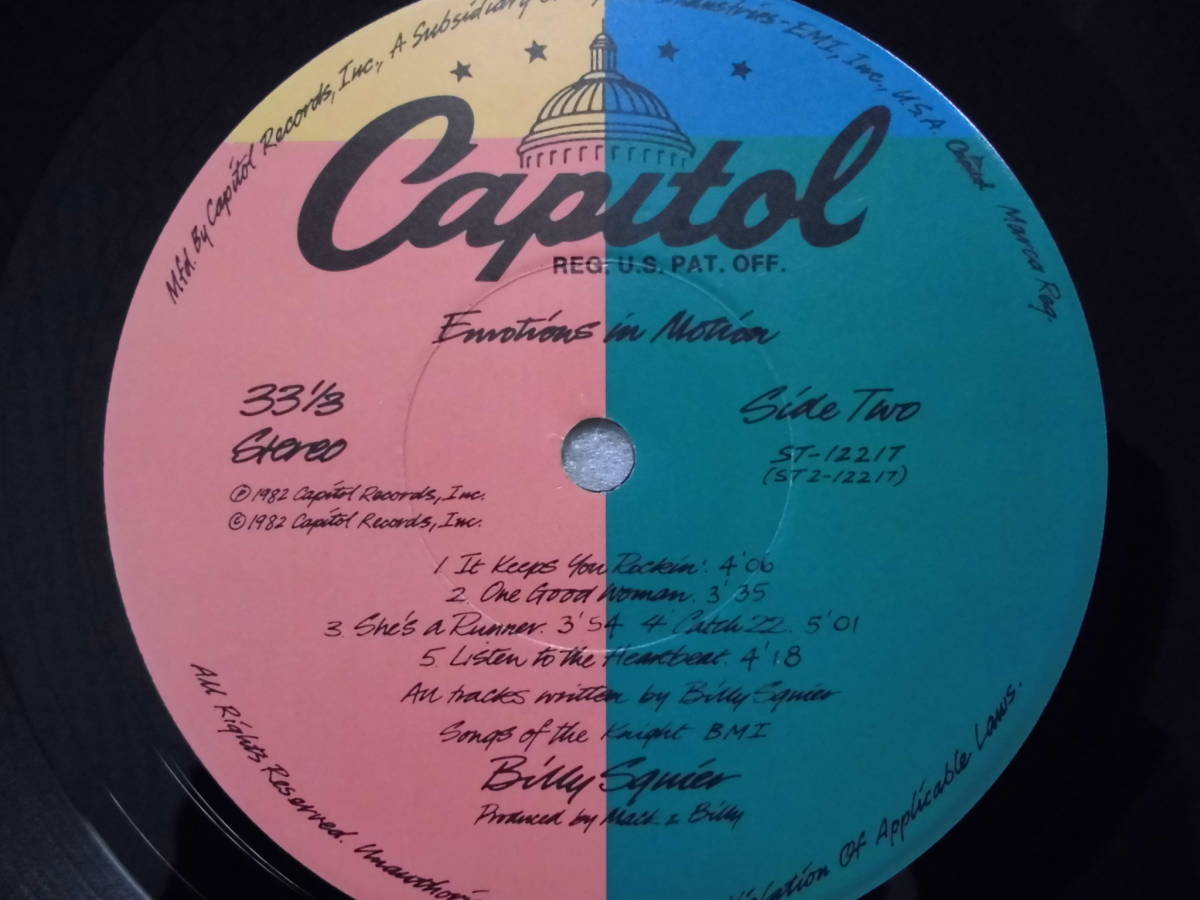 Mfd. By Capitol Records, Inc., A Subsidiary Industries-EMI, Inc., U.S.A. Marca Reg.
Capitol
REG. U.S. PAT. OFF.
Emotions in Motion
33 1/3
Side Two
Stereo
ST-12217
(ST2-12217)
℗ 1982 Capitol Records, Inc.
© 1982 Capitol Records, Inc.
1 It Keeps You Rockin'. 4'06
2. One Good Woman. 3'35
3. She's a Runner. 3'54 4 Catch 22. 5'01
5. Listen to the Heartbeat. 4'18
All tracks written by Billy Squier
Songs of the Knight BMI
Billy Squier
Produced by Mack & Billy
All Rights Reserved. Of Applicable Laws.